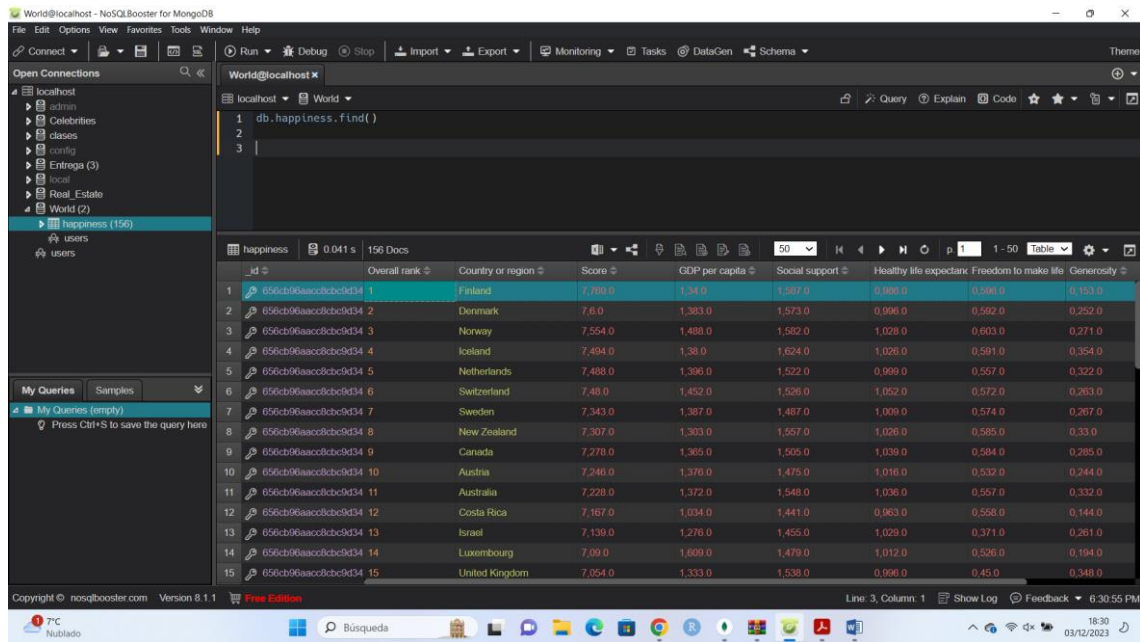 World@localhost - NoSQLBooster for MongoDB
File Edit Options View Favorites Tools Window Help
Connect Run Debug Stop Import Export Monitoring Tasks DataGen Schema Theme
Open Connections
World@localhost
localhost
admin
Celebrities
clases
config
Entrega (3)
local
Real_Estate
World (2)
happiness (156)
users
users
localhost World Query Explain Code
1 db.happiness.find()
2
3
happiness 0.041 s 156 Docs 50 p. 1 1 - 50 Table
_id Overall rank Country or region Score GDP per capita Social support Healthy life expectanc Freedom to make life Generosity
1 656cb96aacc8cbc9d34 1 Finland 7,769.0 1,34.0 1,587.0 0,986.0 0,596.0 0,153.0
2 656cb96aacc8cbc9d34 2 Denmark 7,6.0 1,383.0 1,573.0 0,996.0 0,592.0 0,252.0
3 656cb96aacc8cbc9d34 3 Norway 7,554.0 1,488.0 1,582.0 1,028.0 0,603.0 0,271.0
4 656cb96aacc8cbc9d34 4 Iceland 7,494.0 1,38.0 1,624.0 1,026.0 0,591.0 0,354.0
5 656cb96aacc8cbc9d34 5 Netherlands 7,488.0 1,396.0 1,522.0 0,999.0 0,557.0 0,322.0
6 656cb96aacc8cbc9d34 6 Switzerland 7,48.0 1,452.0 1,526.0 1,052.0 0,572.0 0,263.0
7 656cb96aacc8cbc9d34 7 Sweden 7,343.0 1,387.0 1,487.0 1,009.0 0,574.0 0,267.0
8 656cb96aacc8cbc9d34 8 New Zealand 7,307.0 1,303.0 1,557.0 1,026.0 0,585.0 0,33.0
9 656cb96aacc8cbc9d34 9 Canada 7,278.0 1,365.0 1,505.0 1,039.0 0,584.0 0,285.0
10 656cb96aacc8cbc9d34 10 Austria 7,246.0 1,376.0 1,475.0 1,016.0 0,532.0 0,244.0
11 656cb96aacc8cbc9d34 11 Australia 7,228.0 1,372.0 1,548.0 1,036.0 0,557.0 0,332.0
12 656cb96aacc8cbc9d34 12 Costa Rica 7,167.0 1,034.0 1,441.0 0,963.0 0,558.0 0,144.0
13 656cb96aacc8cbc9d34 13 Israel 7,139.0 1,276.0 1,455.0 1,029.0 0,371.0 0,261.0
14 656cb96aacc8cbc9d34 14 Luxembourg 7,09.0 1,609.0 1,479.0 1,012.0 0,526.0 0,194.0
15 656cb96aacc8cbc9d34 15 United Kingdom 7,054.0 1,333.0 1,538.0 0,996.0 0,45.0 0,348.0
My Queries Samples
My Queries (empty)
Press Ctrl+S to save the query here
Copyright © nosqlbooster.com Version 8.1.1 Free Edition Line: 3, Column: 1 Show Log Feedback 6:30:55 PM
7°C
Nublado
Búsqueda
18:30
03/12/2023